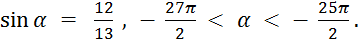 sin α = 12/13 , − 27π/2 < α < − 25π/2 .